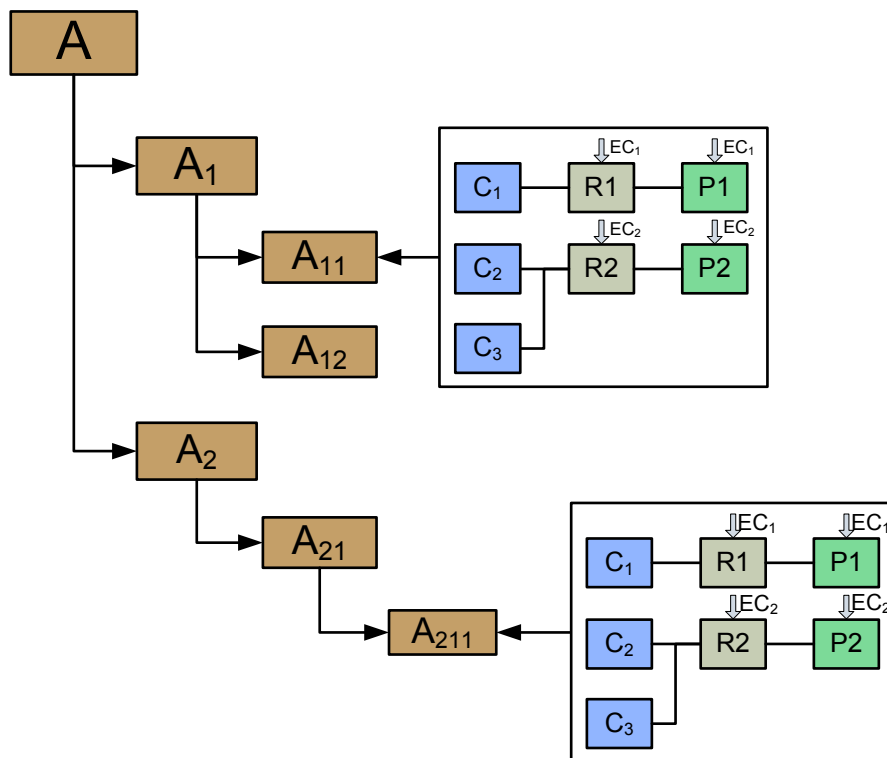 A
A₁
EC₁ EC₁
C₁ R1 P1
A₁₁
EC₂ EC₂
C₂ R2 P2
A₁₂
C₃
A₂
A₂₁
EC₁ EC₁
C₁ R1 P1
EC₂ EC₂
A₂₁₁
C₂ R2 P2
C₃